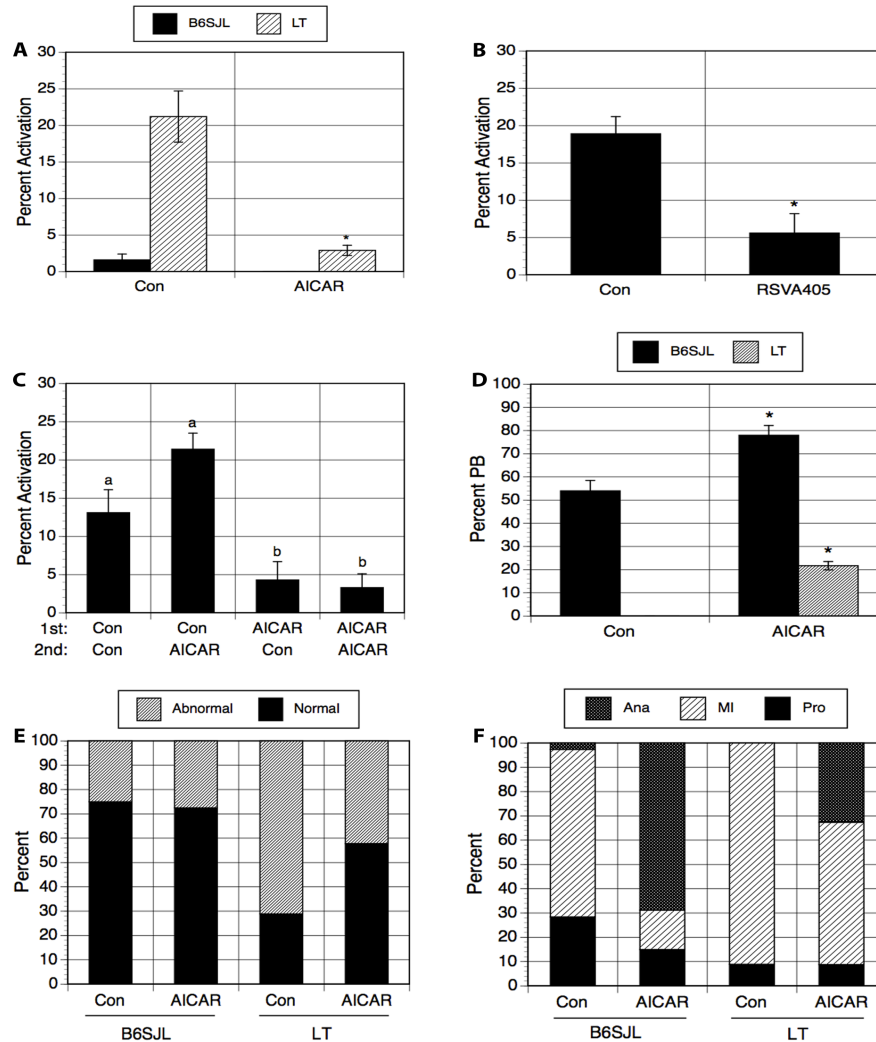 B6SJL LT
A
30
25
20
15
10
5
0
Percent Activation
*
Con AICAR
B
30
25
20
15
10
5
0
Percent Activation
*
Con RSVA405
C
30
25
20
15
10
5
0
Percent Activation
a a b b
1st: Con Con AICAR AICAR
2nd: Con AICAR Con AICAR
B6SJL LT
D
100
90
80
70
60
50
40
30
20
10
0
Percent PB
* *
Con AICAR
Abnormal Normal
E
100
90
80
70
60
50
40
30
20
10
0
Percent
Con AICAR Con AICAR
B6SJL LT
Ana MI Pro
F
100
90
80
70
60
50
40
30
20
10
0
Percent
Con AICAR Con AICAR
B6SJL LT